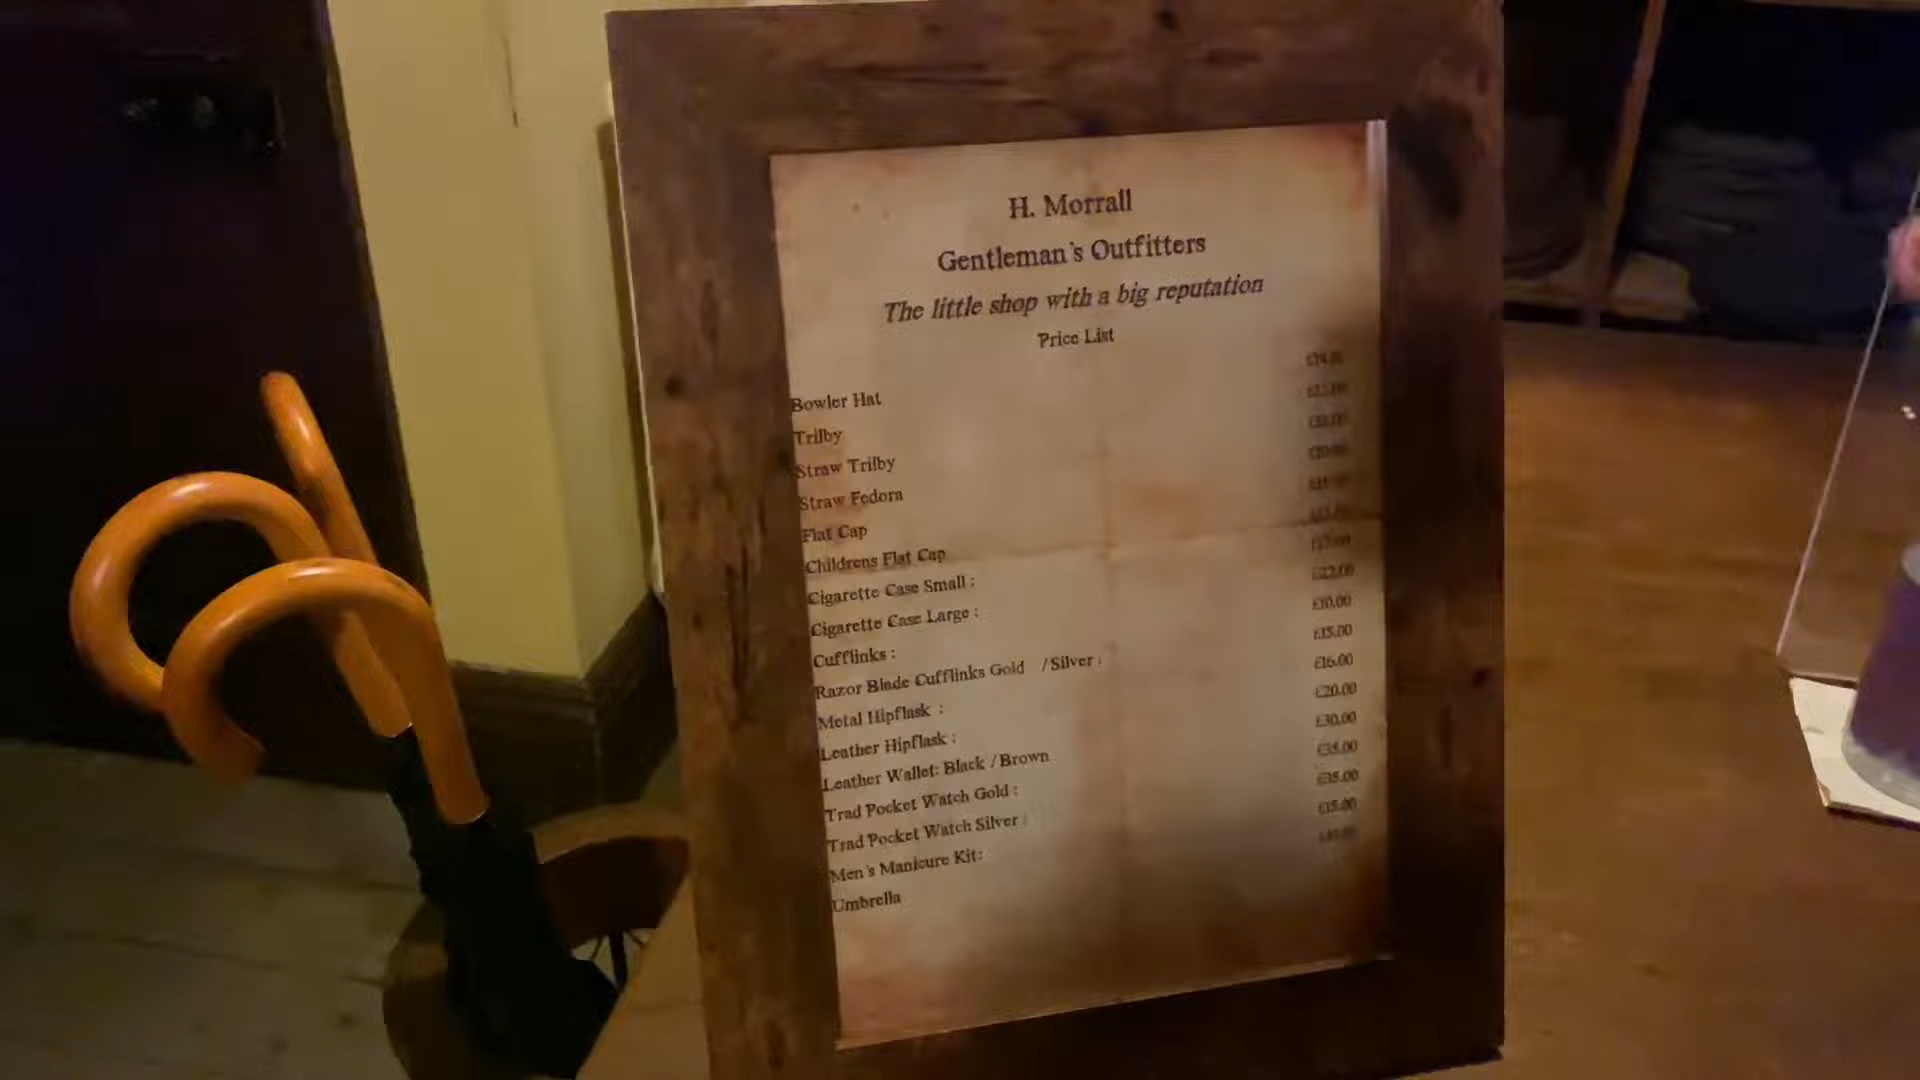 H. Morrall
Gentleman's Outfitters
The little shop with a big reputation
Price List
Bowler Hat
Trilby
Straw Trilby
Straw Fedora
Flat Cap
Childrens Flat Cap
Cigarette Case Small :
Cigarette Case Large : £22.00
Cufflinks : £10.00
Razor Blade Cufflinks Gold / Silver : £15.00
Metal Hipflask : £16.00
Leather Hipflask : £20.00
Leather Wallet: Black / Brown £30.00
Trad Pocket Watch Gold : £35.00
Trad Pocket Watch Silver : £35.00
Men's Manicure Kit: £15.00
Umbrella